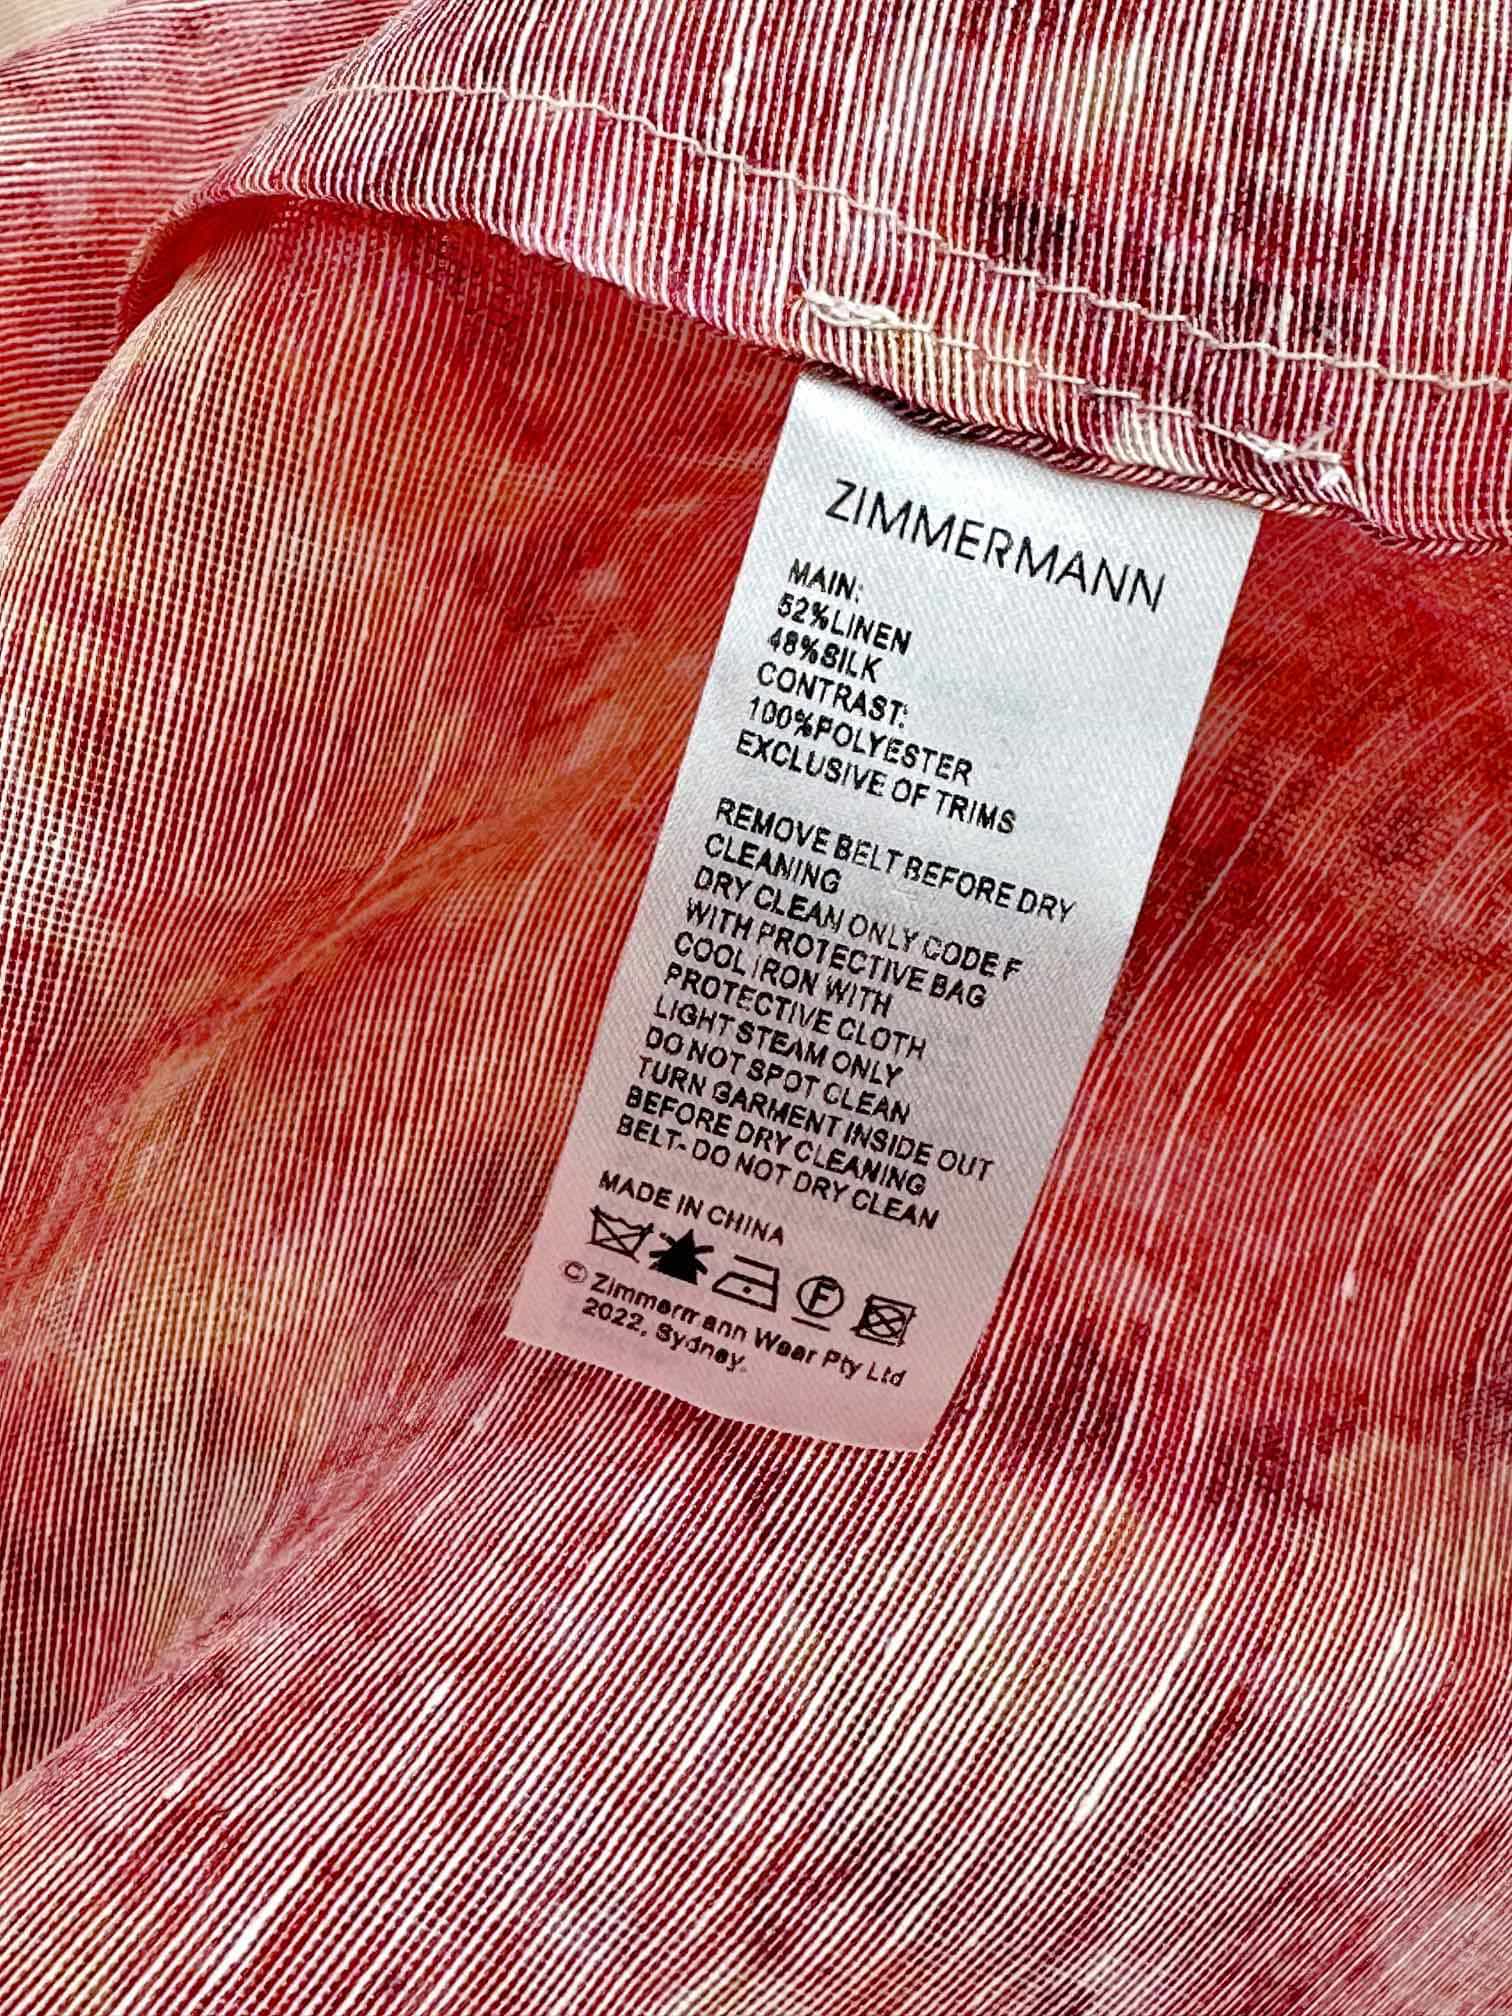 ZIMMERMANN
MAIN:
52%LINEN
48%SILK
CONTRAST:
100%POLYESTER
EXCLUSIVE OF TRIMS
REMOVE BELT BEFORE DRY
CLEANING
DRY CLEAN ONLY CODE F
WITH PROTECTIVE BAG
COOL IRON WITH
PROTECTIVE CLOTH
LIGHT STEAM ONLY
DO NOT SPOT CLEAN
TURN GARMENT INSIDE OUT
BEFORE DRY CLEANING
BELT- DO NOT DRY CLEAN
MADE IN CHINA
F
© Zimmermann Wear Pty Ltd
2022, Sydney.